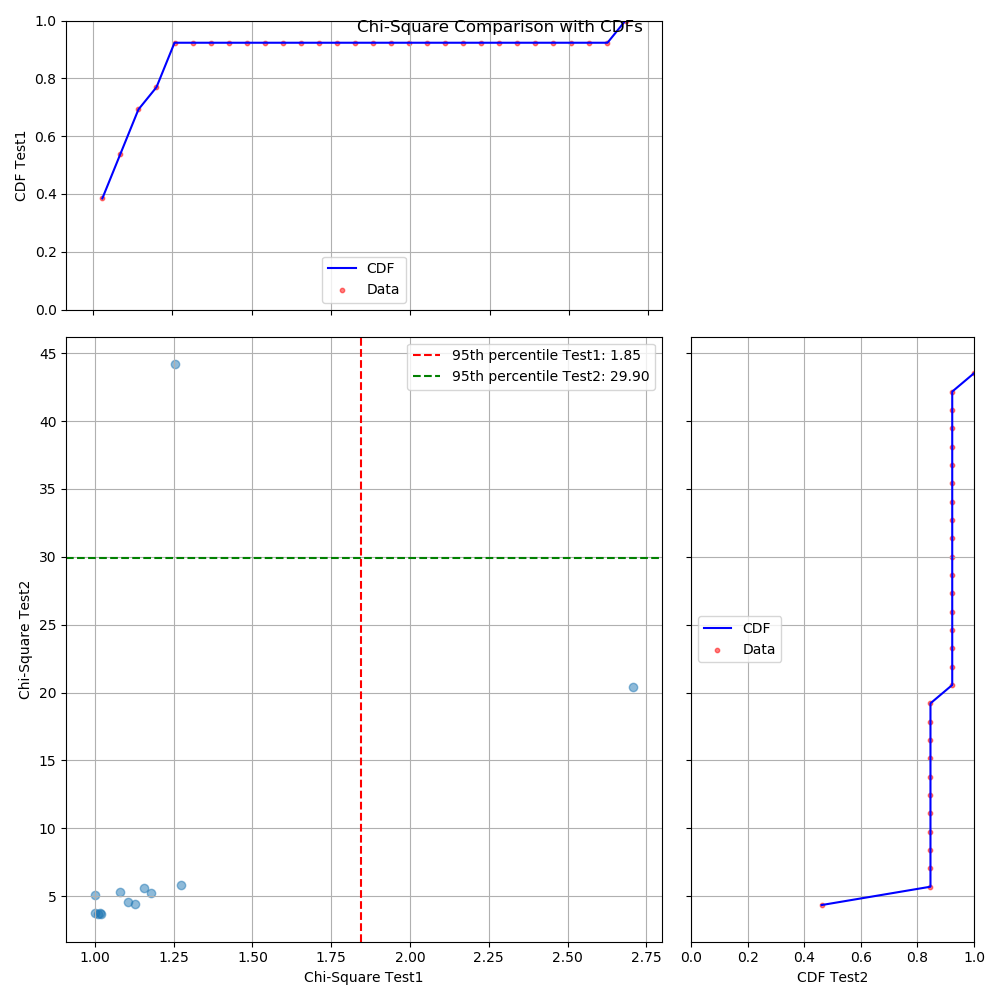 Chi-Square Comparison with CDFs
1.0
0.8
0.6
0.4
0.2
0.0
CDF Test1
CDF
Data
45
40
35
30
25
20
15
10
5
Chi-Square Test2
95th percentile Test1: 1.85
95th percentile Test2: 29.90
1.00 1.25 1.50 1.75 2.00 2.25 2.50 2.75
Chi-Square Test1
CDF
Data
0.0 0.2 0.4 0.6 0.8 1.0
CDF Test2